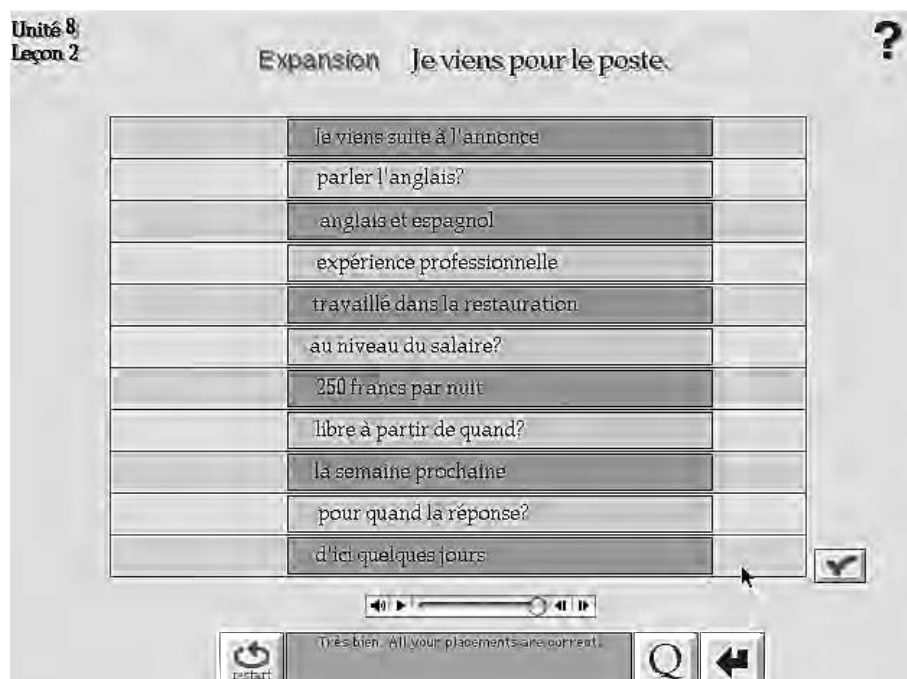 Unité 8
Leçon 2
?
Expansion Je viens pour le poste.
Je viens suite à l'annonce
parler l'anglais?
anglais et espagnol
expérience professionnelle
travaillé dans la restauration
au niveau du salaire?
250 francs par nuit
libre à partir de quand?
la semaine prochaine
pour quand la réponse?
d'ici quelques jours
Très bien. All your placements are correct.
restart
Q